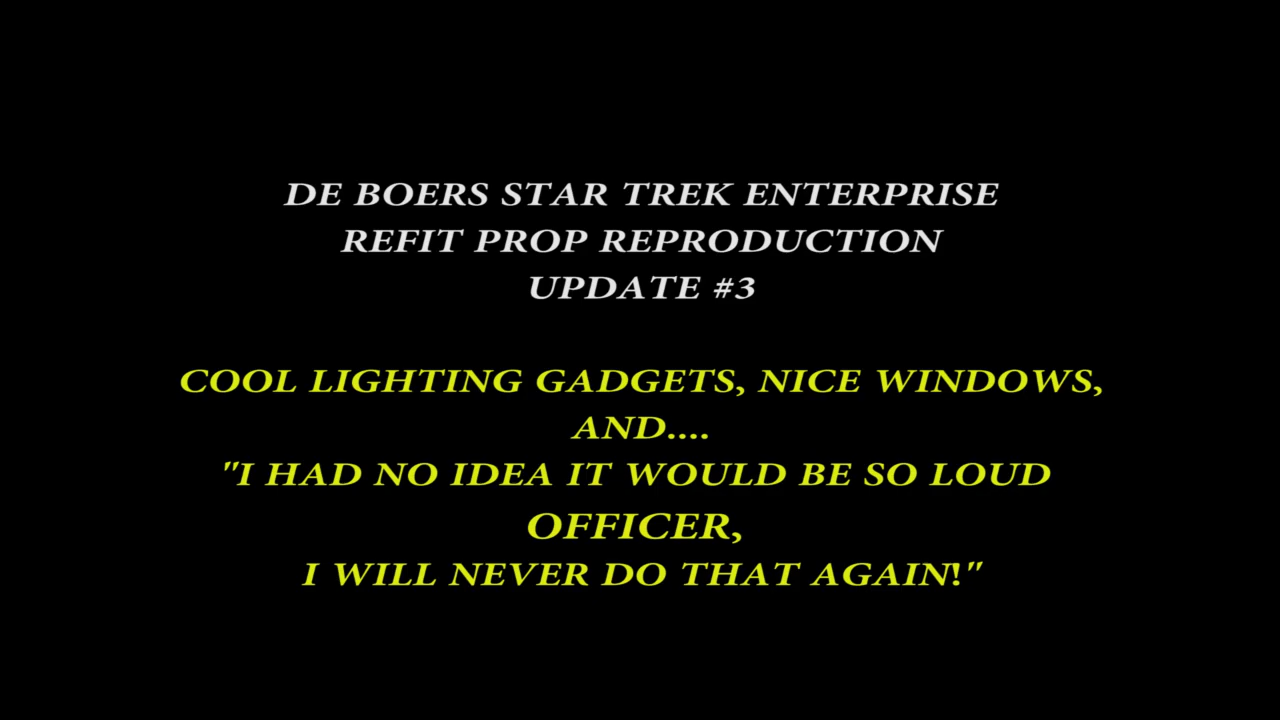 DE BOERS STAR TREK ENTERPRISE
REFIT PROP REPRODUCTION
UPDATE #3
COOL LIGHTING GADGETS, NICE WINDOWS,
AND....
"I HAD NO IDEA IT WOULD BE SO LOUD
OFFICER,
I WILL NEVER DO THAT AGAIN!"